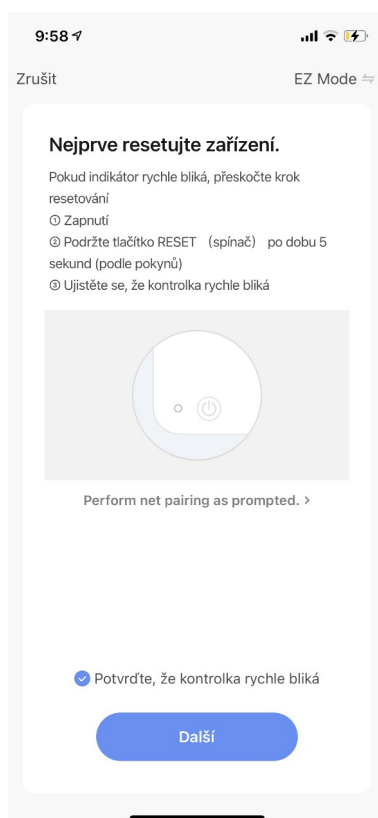 9:58
Zrušit
EZ Mode
Nejprve resetujte zařízení.
Pokud indikátor rychle bliká, přeskočte krok
resetování
① Zapnutí
② Podržte tlačítko RESET （spínač） po dobu 5
sekund (podle pokynů)
③ Ujistěte se, že kontrolka rychle bliká
Perform net pairing as prompted. >
Potvrďte, že kontrolka rychle bliká
Další